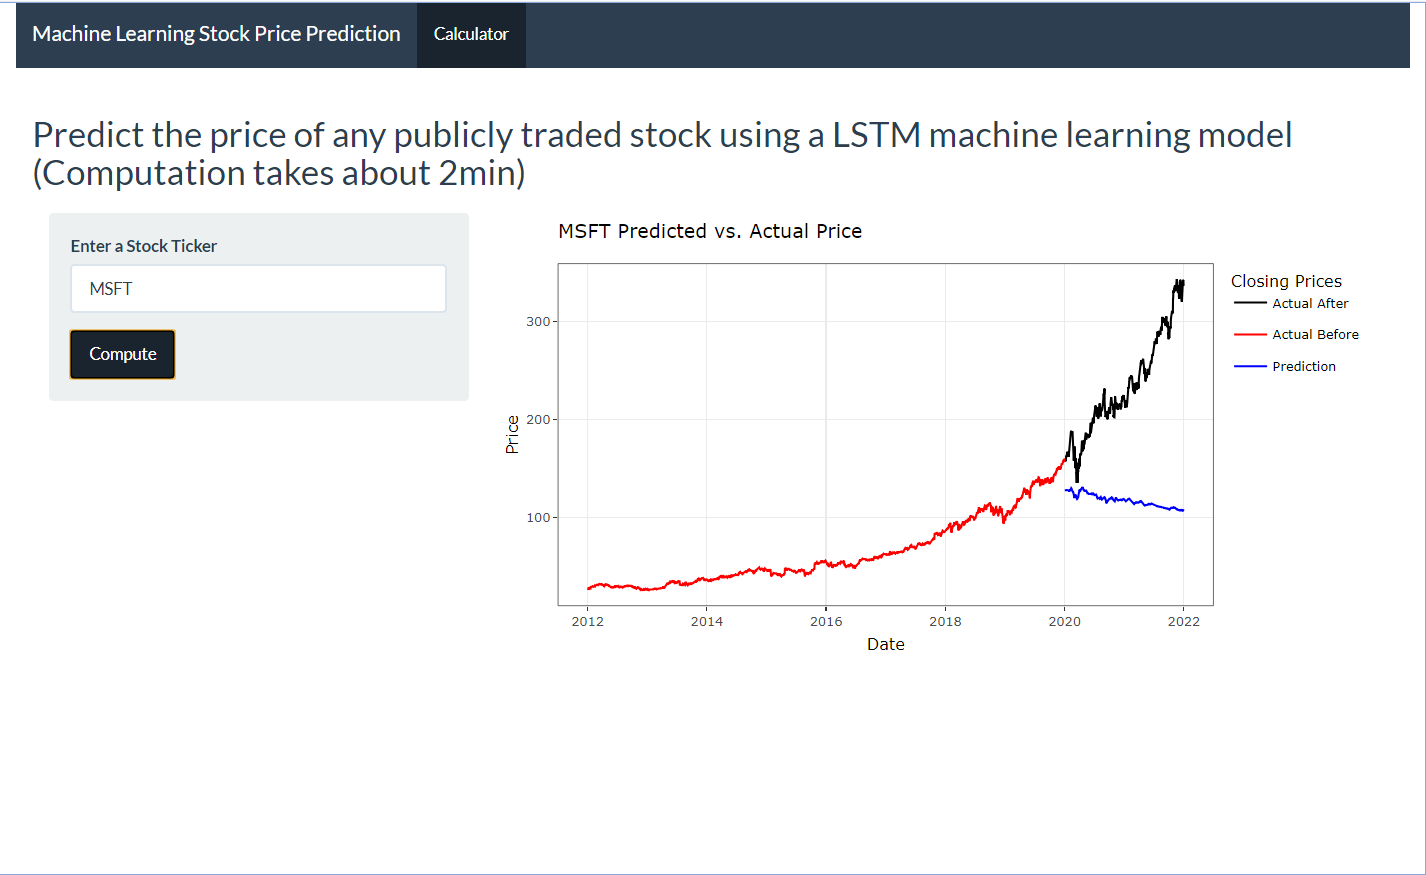 Machine Learning Stock Price Prediction Calculator
Predict the price of any publicly traded stock using a LSTM machine learning model
(Computation takes about 2min)
Enter a Stock Ticker
MSFT
Compute
MSFT Predicted vs. Actual Price
300
200
100
Price
2012 2014 2016 2018 2020 2022
Date
Closing Prices
Actual After
Actual Before
Prediction